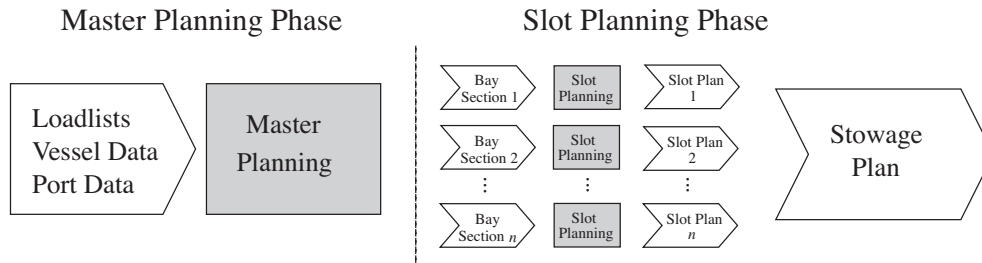 Master Planning Phase
Slot Planning Phase
Loadlists
Vessel Data
Port Data
Master
Planning
Bay
Section 1
Slot
Planning
Slot Plan
1
Bay
Section 2
Slot
Planning
Slot Plan
2
⋮ ⋮ ⋮
Bay
Section n
Slot
Planning
Slot Plan
n
Stowage
Plan